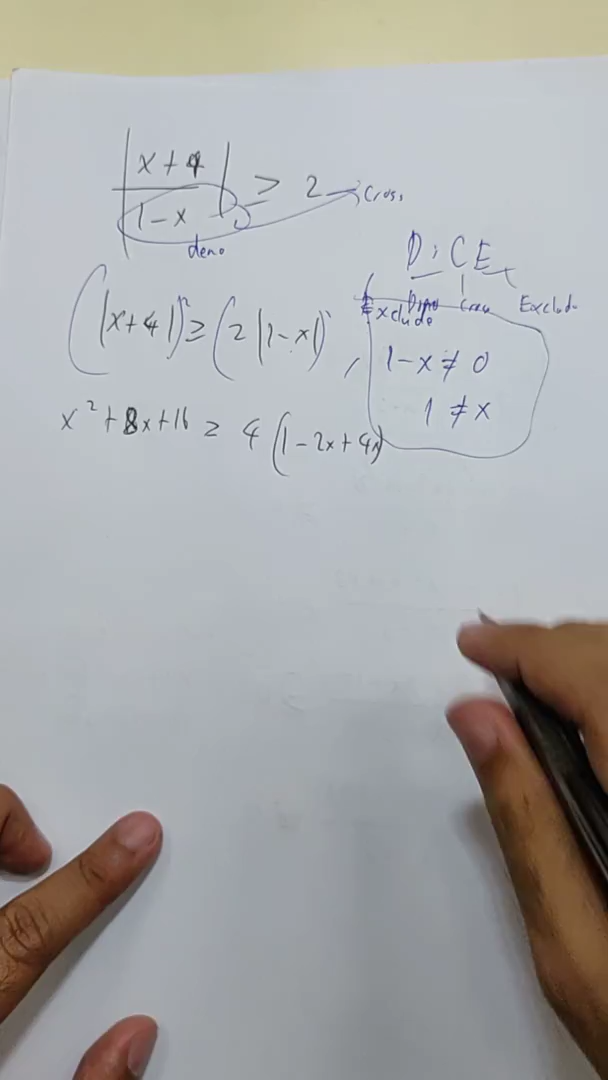 |x+4 / 1-x| ≥ 2 Cross
deno
D i CE
Deno Cross Exclude
Exclude
(|x+4|)² ≥ (2|1-x|)² , 1-x ≠ 0
1 ≠ x
x²+8x+16 ≥ 4(1-2x+4x)